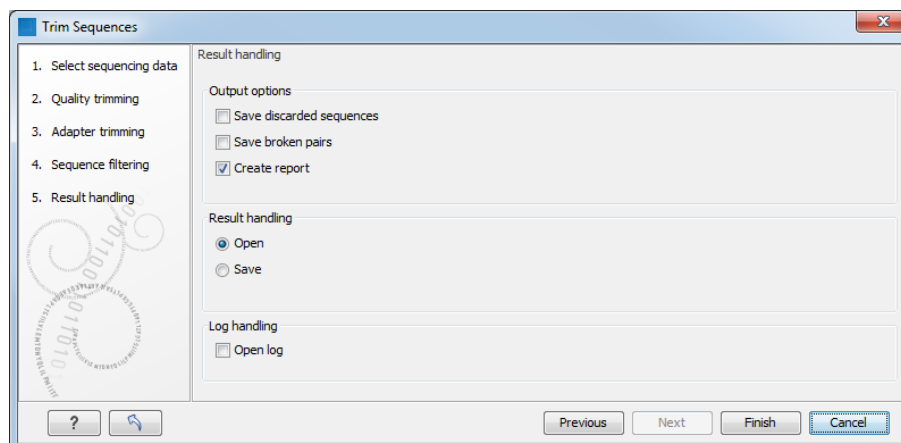 Trim Sequences
X
1. Select sequencing data
2. Quality trimming
3. Adapter trimming
4. Sequence filtering
5. Result handling
Result handling
Output options
Save discarded sequences
Save broken pairs
Create report
Result handling
Open
Save
Log handling
Open log
?
Previous
Next
Finish
Cancel